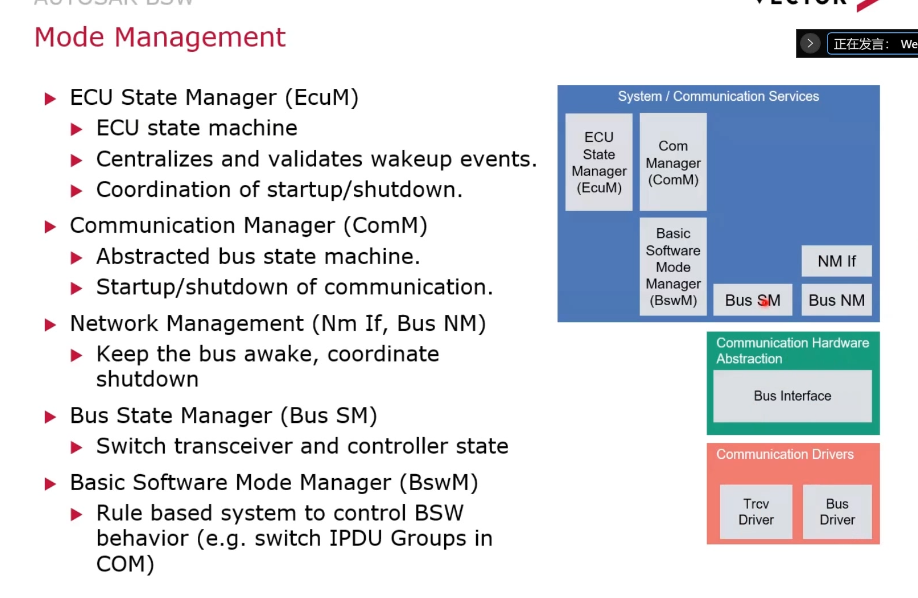 AUTOSAR BSW
VECTOR
Mode Management
正在发言: We
ECU State Manager (EcuM)
ECU state machine
Centralizes and validates wakeup events.
Coordination of startup/shutdown.
Communication Manager (ComM)
Abstracted bus state machine.
Startup/shutdown of communication.
Network Management (Nm If, Bus NM)
Keep the bus awake, coordinate
shutdown
Bus State Manager (Bus SM)
Switch transceiver and controller state
Basic Software Mode Manager (BswM)
Rule based system to control BSW
behavior (e.g. switch IPDU Groups in
COM)
System / Communication Services
ECU
State
Manager
(EcuM)
Com
Manager
(ComM)
Basic
Software
Mode
Manager
(BswM)
Bus SM
NM If
Bus NM
Communication Hardware
Abstraction
Bus Interface
Communication Drivers
Trcv
Driver
Bus
Driver